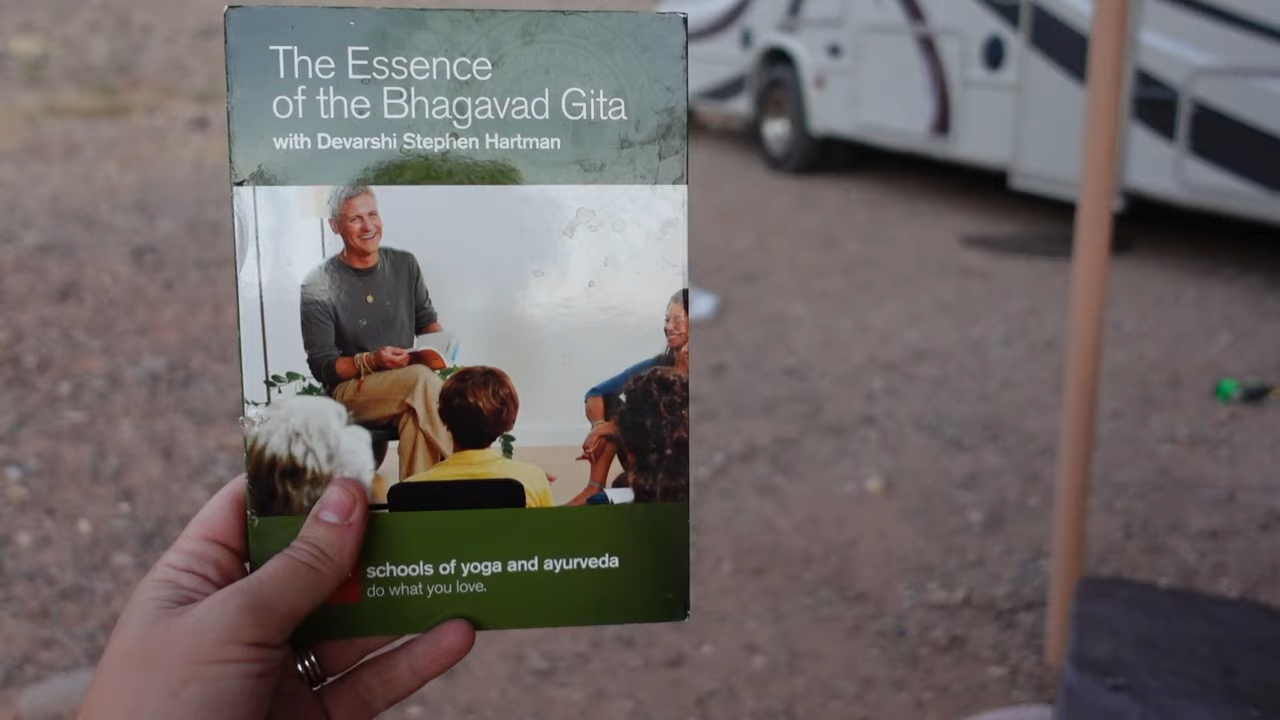 The Essence
of the Bhagavad Gita
with Devarshi Stephen Hartman
schools of yoga and ayurveda
do what you love.